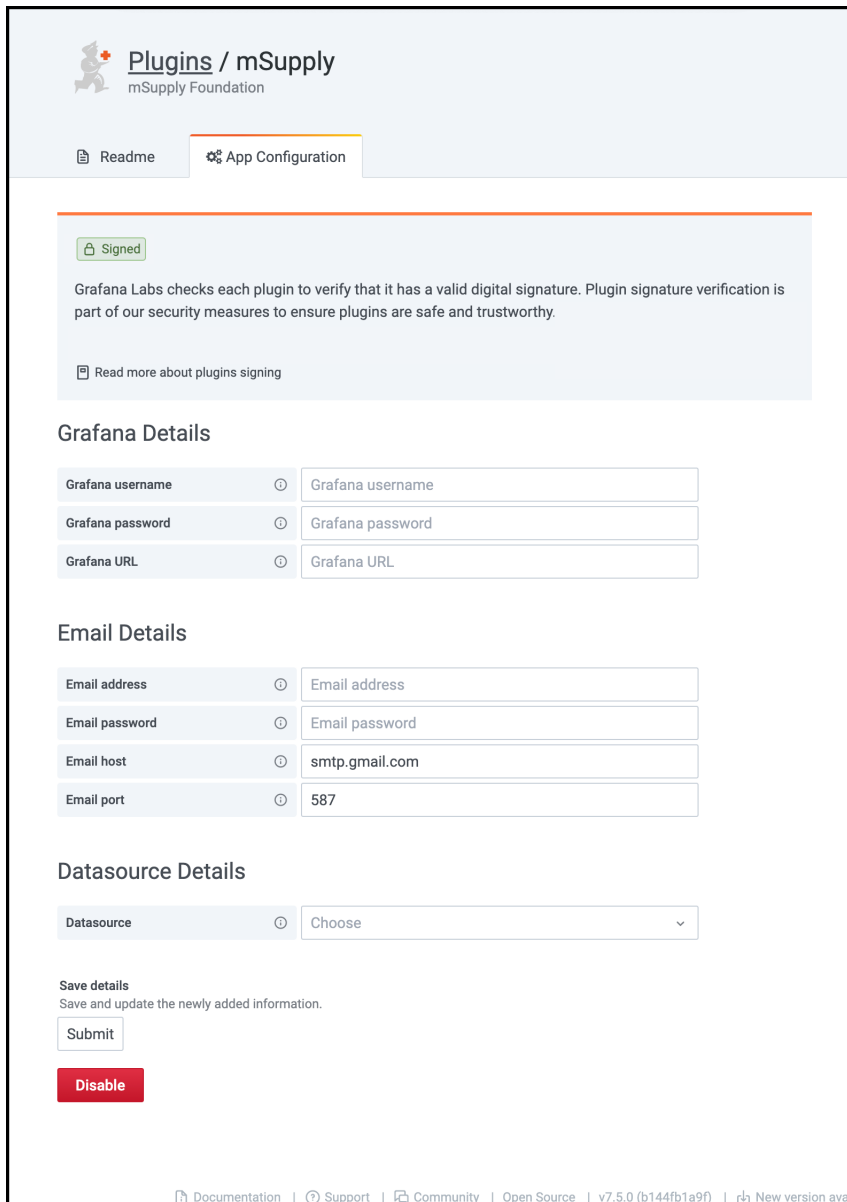 Plugins / mSupply
mSupply Foundation
Readme
App Configuration
Signed
Grafana Labs checks each plugin to verify that it has a valid digital signature. Plugin signature verification is
part of our security measures to ensure plugins are safe and trustworthy.
Read more about plugins signing
Grafana Details
Grafana username Grafana username
Grafana password Grafana password
Grafana URL Grafana URL
Email Details
Email address Email address
Email password Email password
Email host smtp.gmail.com
Email port 587
Datasource Details
Datasource Choose
Save details
Save and update the newly added information.
Submit
Disable
Documentation | Support | Community | Open Source | v7.5.0 (b144fb1a9f) | New version ava